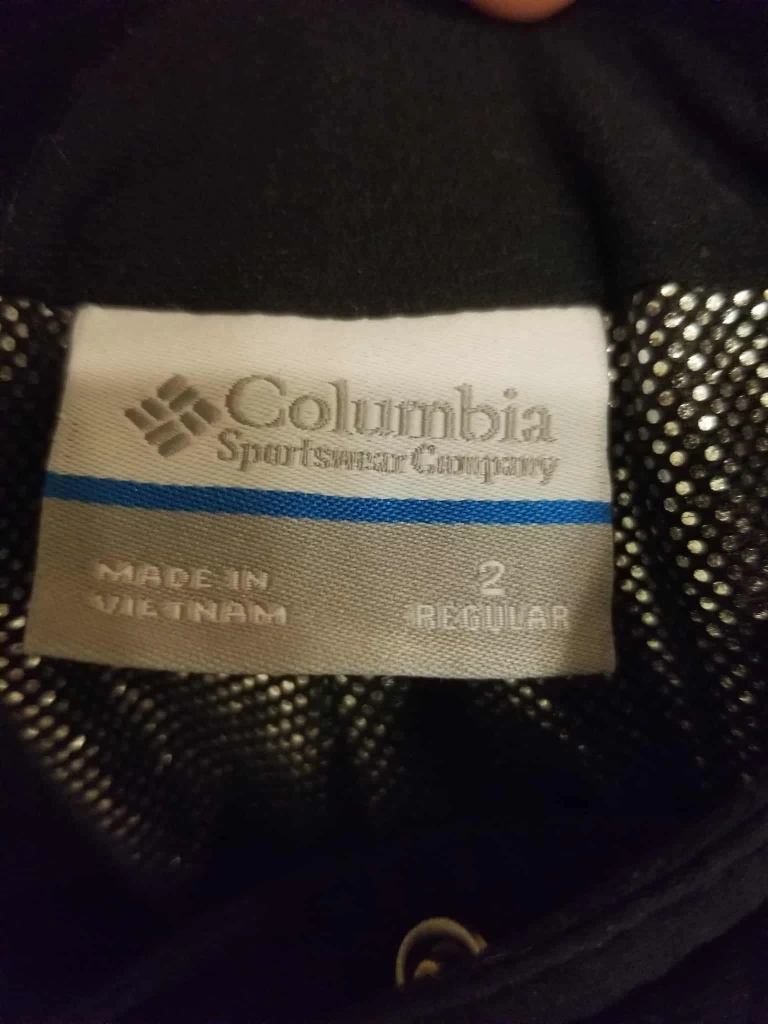 Columbia
Sportswear Company
MADE IN
VIETNAM
2
REGULAR